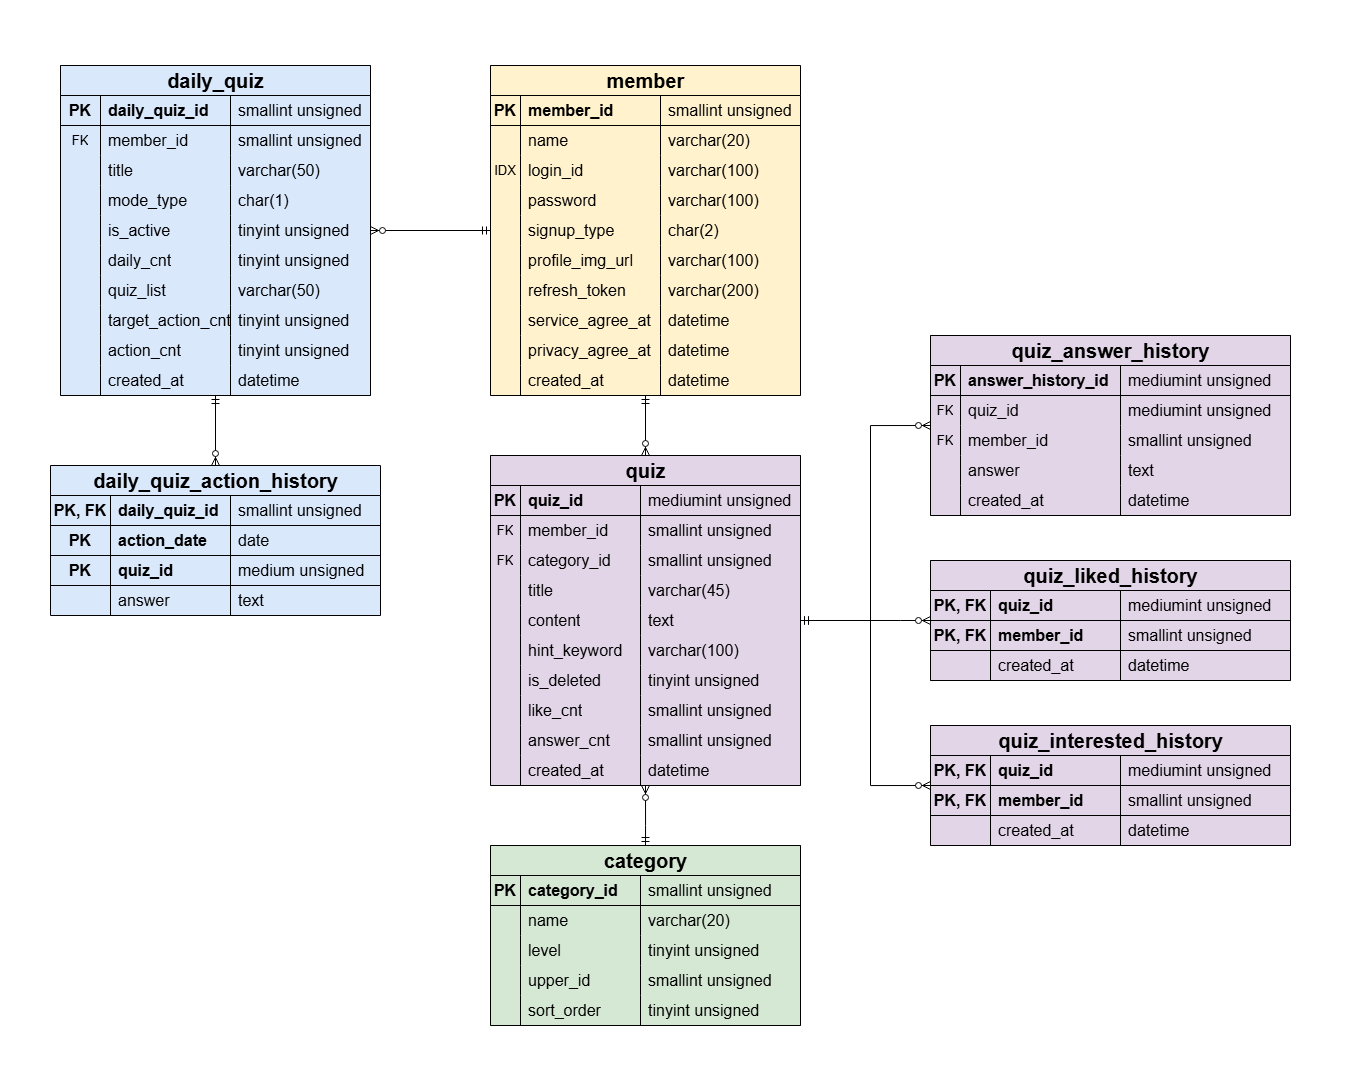 daily_quiz
PK daily_quiz_id smallint unsigned
FK member_id smallint unsigned
title varchar(50)
mode_type char(1)
is_active tinyint unsigned
daily_cnt tinyint unsigned
quiz_list varchar(50)
target_action_cnt tinyint unsigned
action_cnt tinyint unsigned
created_at datetime
member
PK member_id smallint unsigned
name varchar(20)
IDX login_id varchar(100)
password varchar(100)
signup_type char(2)
profile_img_url varchar(100)
refresh_token varchar(200)
service_agree_at datetime
privacy_agree_at datetime
created_at datetime
daily_quiz_action_history
PK, FK daily_quiz_id smallint unsigned
PK action_date date
PK quiz_id medium unsigned
answer text
quiz
PK quiz_id mediumint unsigned
FK member_id smallint unsigned
FK category_id smallint unsigned
title varchar(45)
content text
hint_keyword varchar(100)
is_deleted tinyint unsigned
like_cnt smallint unsigned
answer_cnt smallint unsigned
created_at datetime
quiz_answer_history
PK answer_history_id mediumint unsigned
FK quiz_id mediumint unsigned
FK member_id smallint unsigned
answer text
created_at datetime
quiz_liked_history
PK, FK quiz_id mediumint unsigned
PK, FK member_id smallint unsigned
created_at datetime
quiz_interested_history
PK, FK quiz_id mediumint unsigned
PK, FK member_id smallint unsigned
created_at datetime
category
PK category_id smallint unsigned
name varchar(20)
level tinyint unsigned
upper_id smallint unsigned
sort_order tinyint unsigned